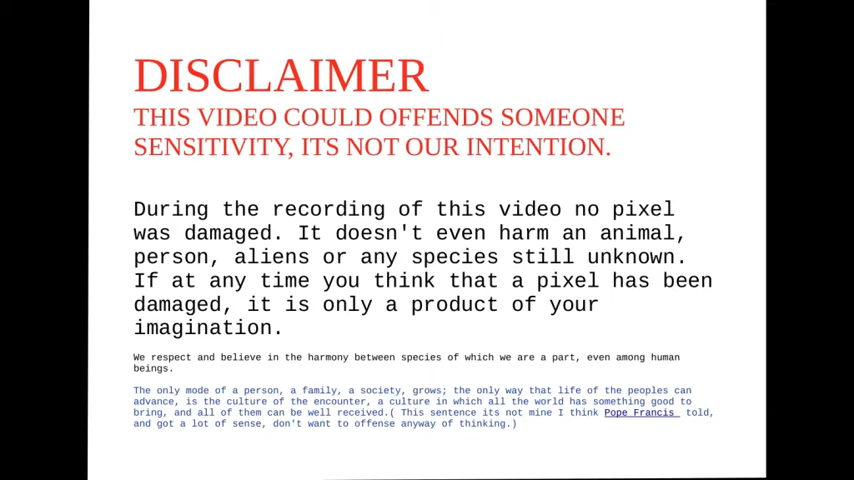 DISCLAIMER
THIS VIDEO COULD OFFENDS SOMEONE
SENSITIVITY, ITS NOT OUR INTENTION.
During the recording of this video no pixel
was damaged. It doesn't even harm an animal,
person, aliens or any species still unknown.
If at any time you think that a pixel has been
damaged, it is only a product of your
imagination.
We respect and believe in the harmony between species of which we are a part, even among human
beings.
The only mode of a person, a family, a society, grows; the only way that life of the peoples can
advance, is the culture of the encounter, a culture in which all the world has something good to
bring, and all of them can be well received.( This sentence its not mine I think Pope Francis  told,
and got a lot of sense, don't want to offense anyway of thinking.)